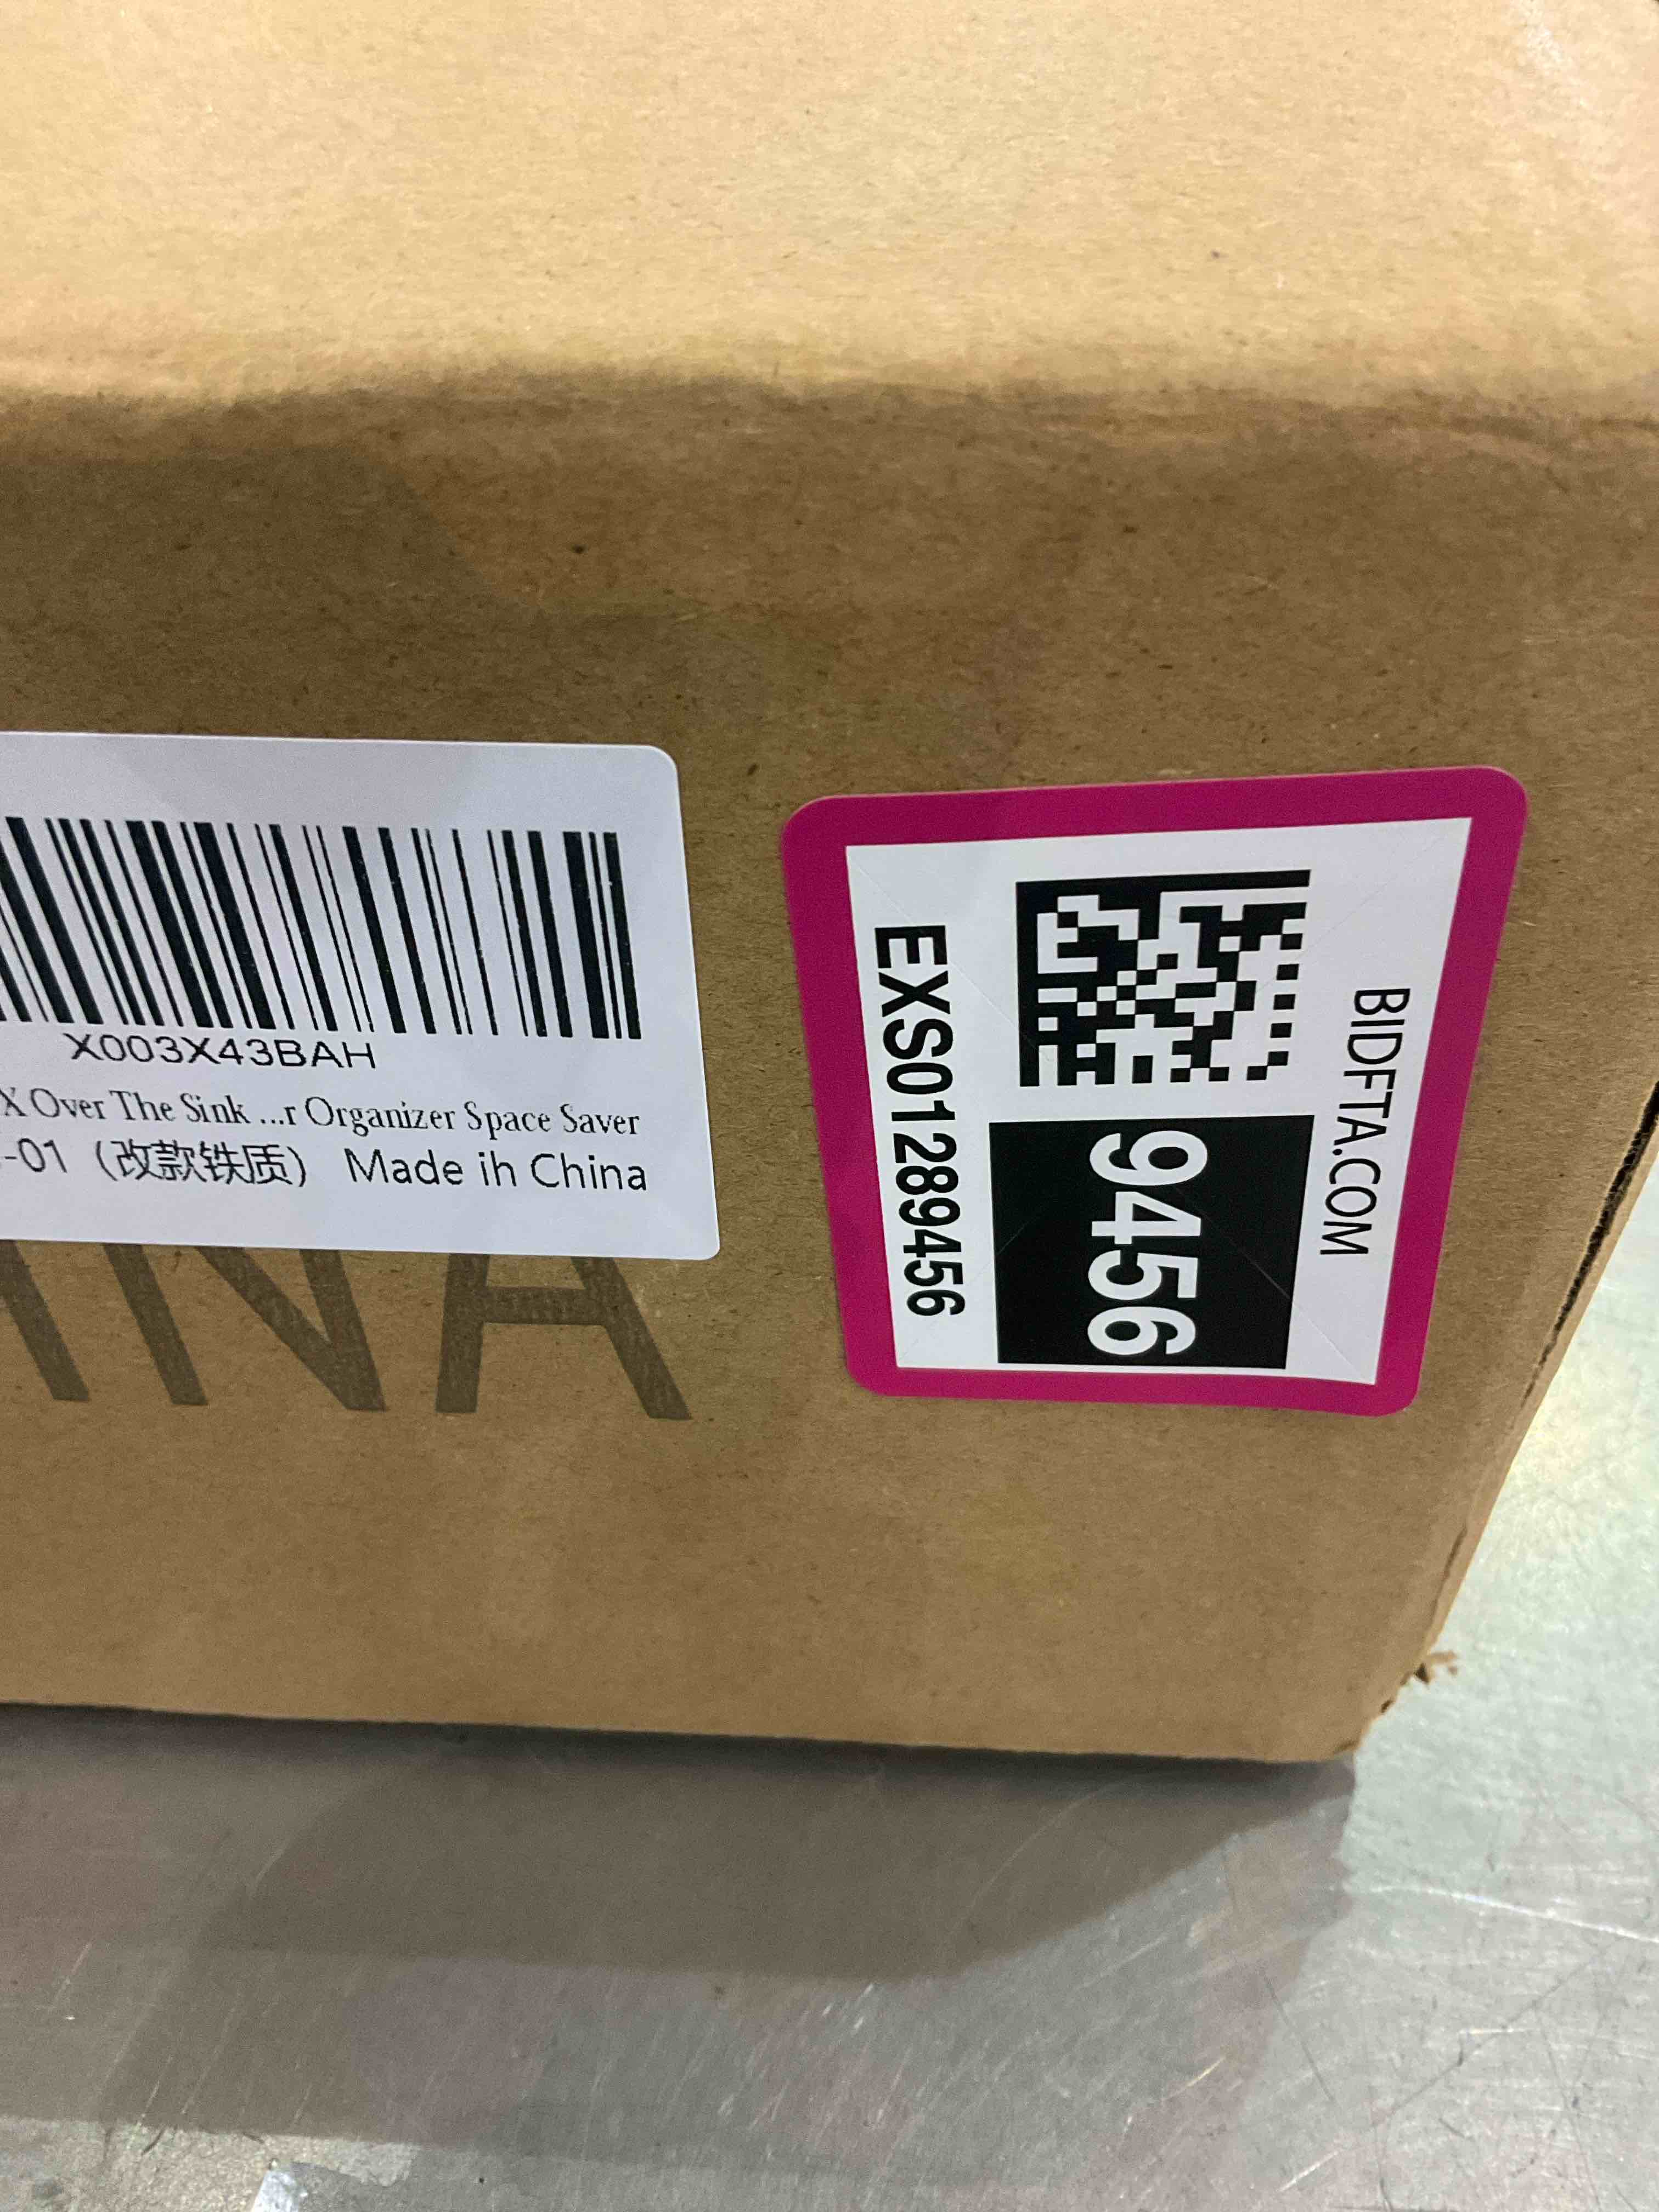 X003X43BAH
X Over The Sink ...r Organizer Space Saver
-01（改款铁质） Made ih China
INA
BIDFTA.COM
9456
EXS01289456